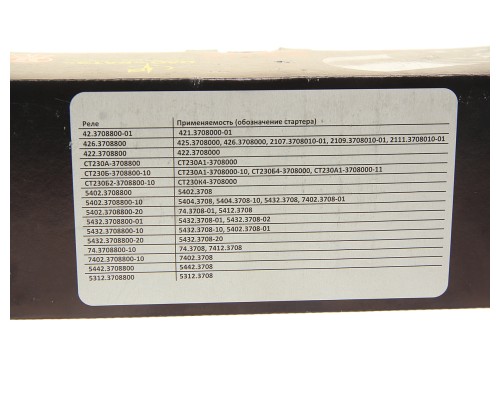 Реле Применяемость (обозначение стартера)
42.3708800-01 421.3708000-01
426.3708800 425.3708000, 426.3708000, 2107.3708010-01, 2109.3708010-01, 2111.3708010-01
422.3708800 422.3708000
СТ230А-3708800 СТ230А1-3708000
СТ230Б-3708800-10 СТ230А1-3708000-10, СТ230Б4-3708000, СТ230А1-3708000-11
СТ230Б2-3708800-10 СТ230К4-3708000
5402.3708800 5402.3708
5402.3708800-10 5404.3708, 5404.3708-10, 5432.3708, 7402.3708-01
5402.3708800-20 74.3708-01, 5412.3708
5432.3708800-01 5432.3708-01, 5432.3708-02
5432.3708800-10 5432.3708-10, 5402.3708-01
5432.3708800-20 5432.3708-20
74.3708800-10 74.3708, 7412.3708
7402.3708800-10 7402.3708
5442.3708800 5442.3708
5312.3708800 5312.3708